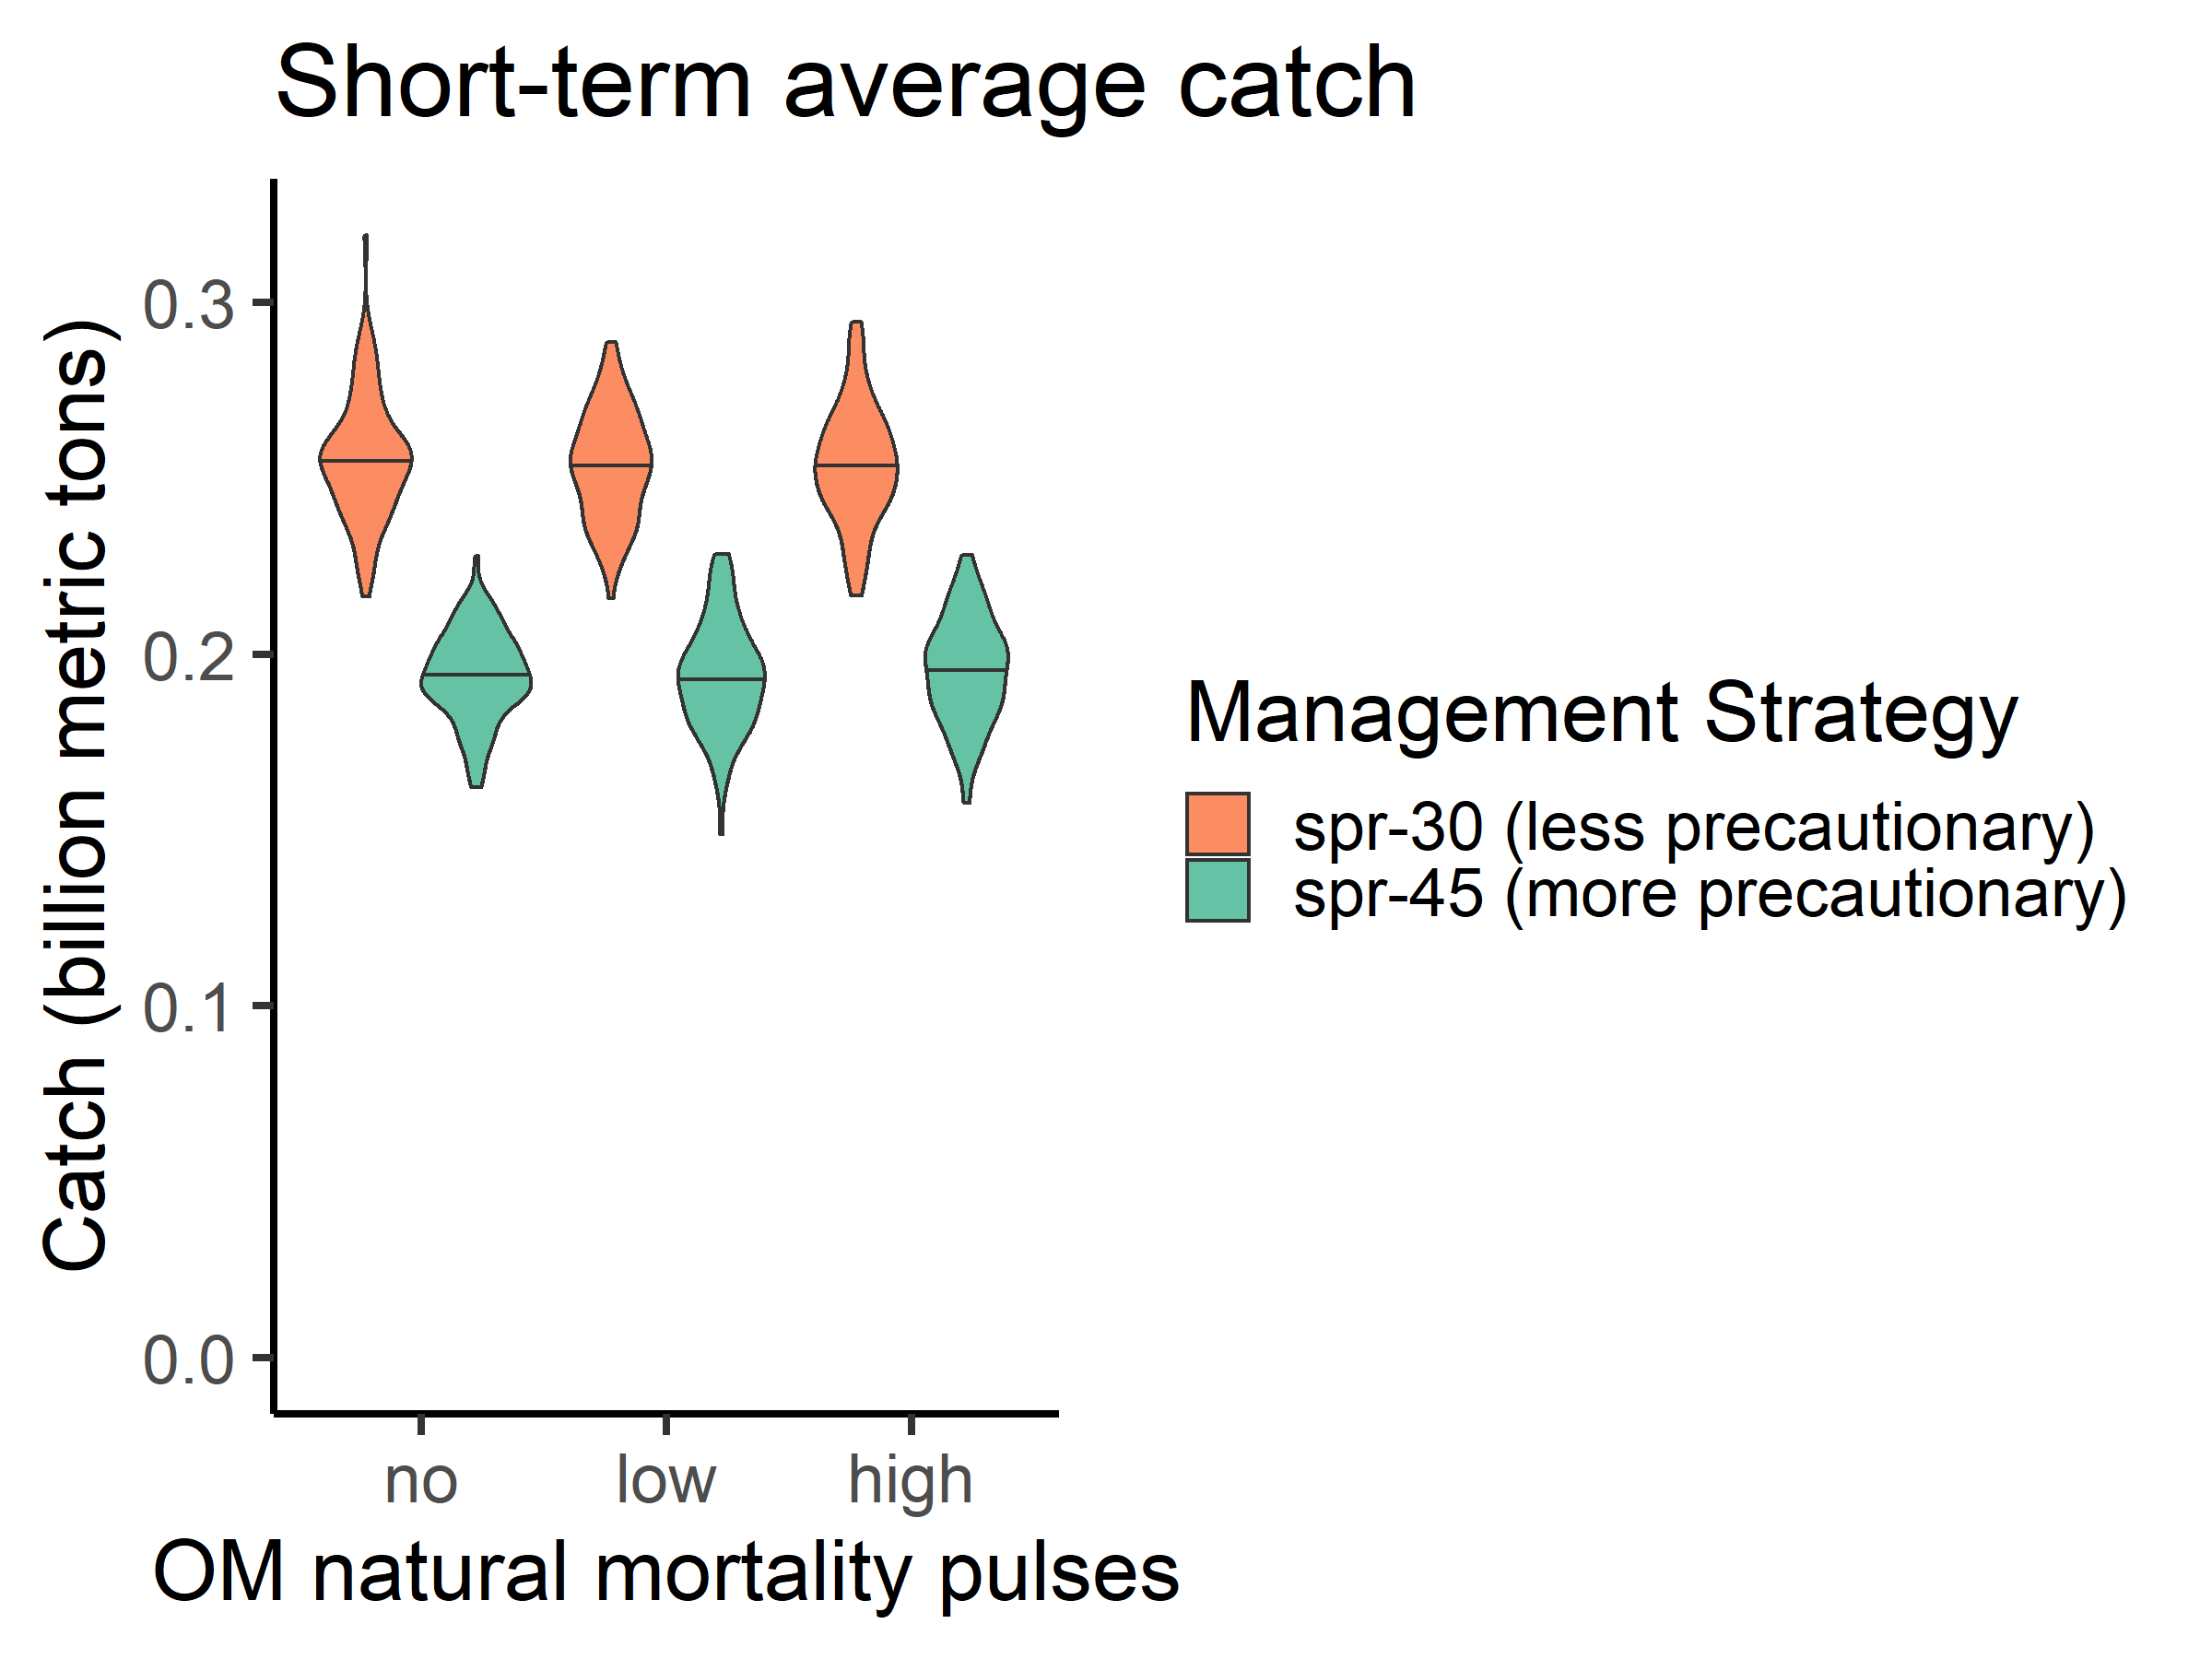 Short-term average catch
Catch (billion metric tons)
0.3
0.2
0.1
0.0
no low high
OM natural mortality pulses
Management Strategy
spr-30 (less precautionary)
spr-45 (more precautionary)